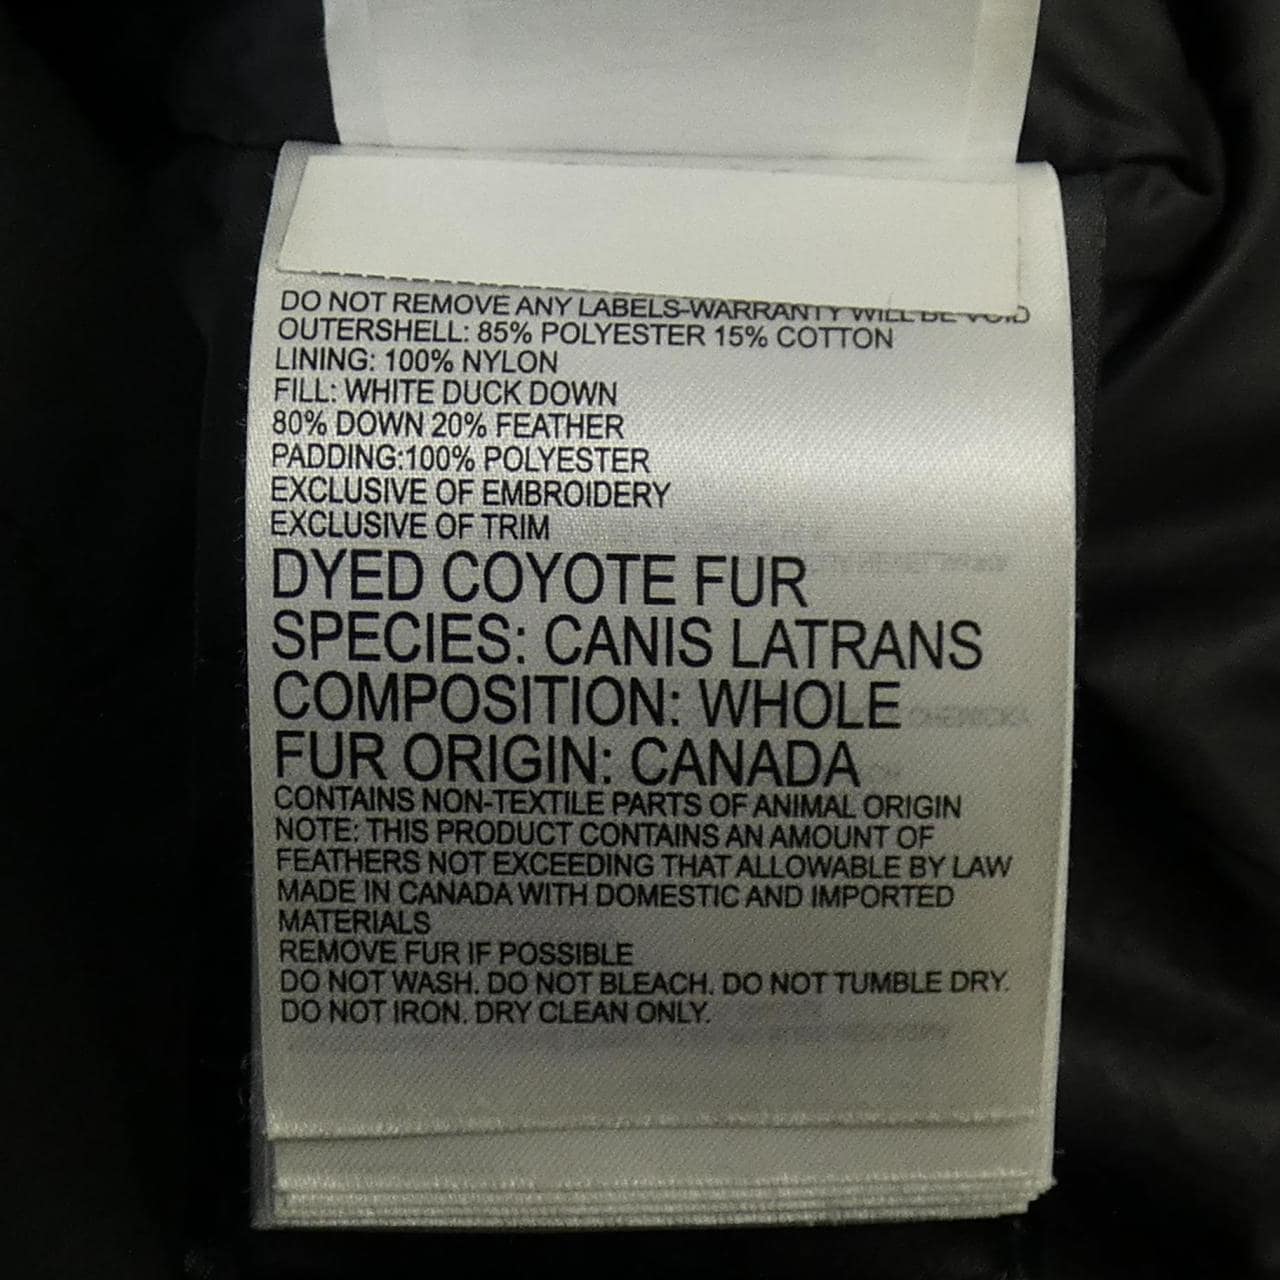 DO NOT REMOVE ANY LABELS-WARRANTY WILL BE VOID
OUTERSHELL: 85% POLYESTER 15% COTTON
LINING: 100% NYLON
FILL: WHITE DUCK DOWN
80% DOWN 20% FEATHER
PADDING:100% POLYESTER
EXCLUSIVE OF EMBROIDERY
EXCLUSIVE OF TRIM
DYED COYOTE FUR
SPECIES: CANIS LATRANS
COMPOSITION: WHOLE
FUR ORIGIN: CANADA
CONTAINS NON-TEXTILE PARTS OF ANIMAL ORIGIN
NOTE: THIS PRODUCT CONTAINS AN AMOUNT OF
FEATHERS NOT EXCEEDING THAT ALLOWABLE BY LAW
MADE IN CANADA WITH DOMESTIC AND IMPORTED
MATERIALS
REMOVE FUR IF POSSIBLE
DO NOT WASH. DO NOT BLEACH. DO NOT TUMBLE DRY.
DO NOT IRON. DRY CLEAN ONLY.